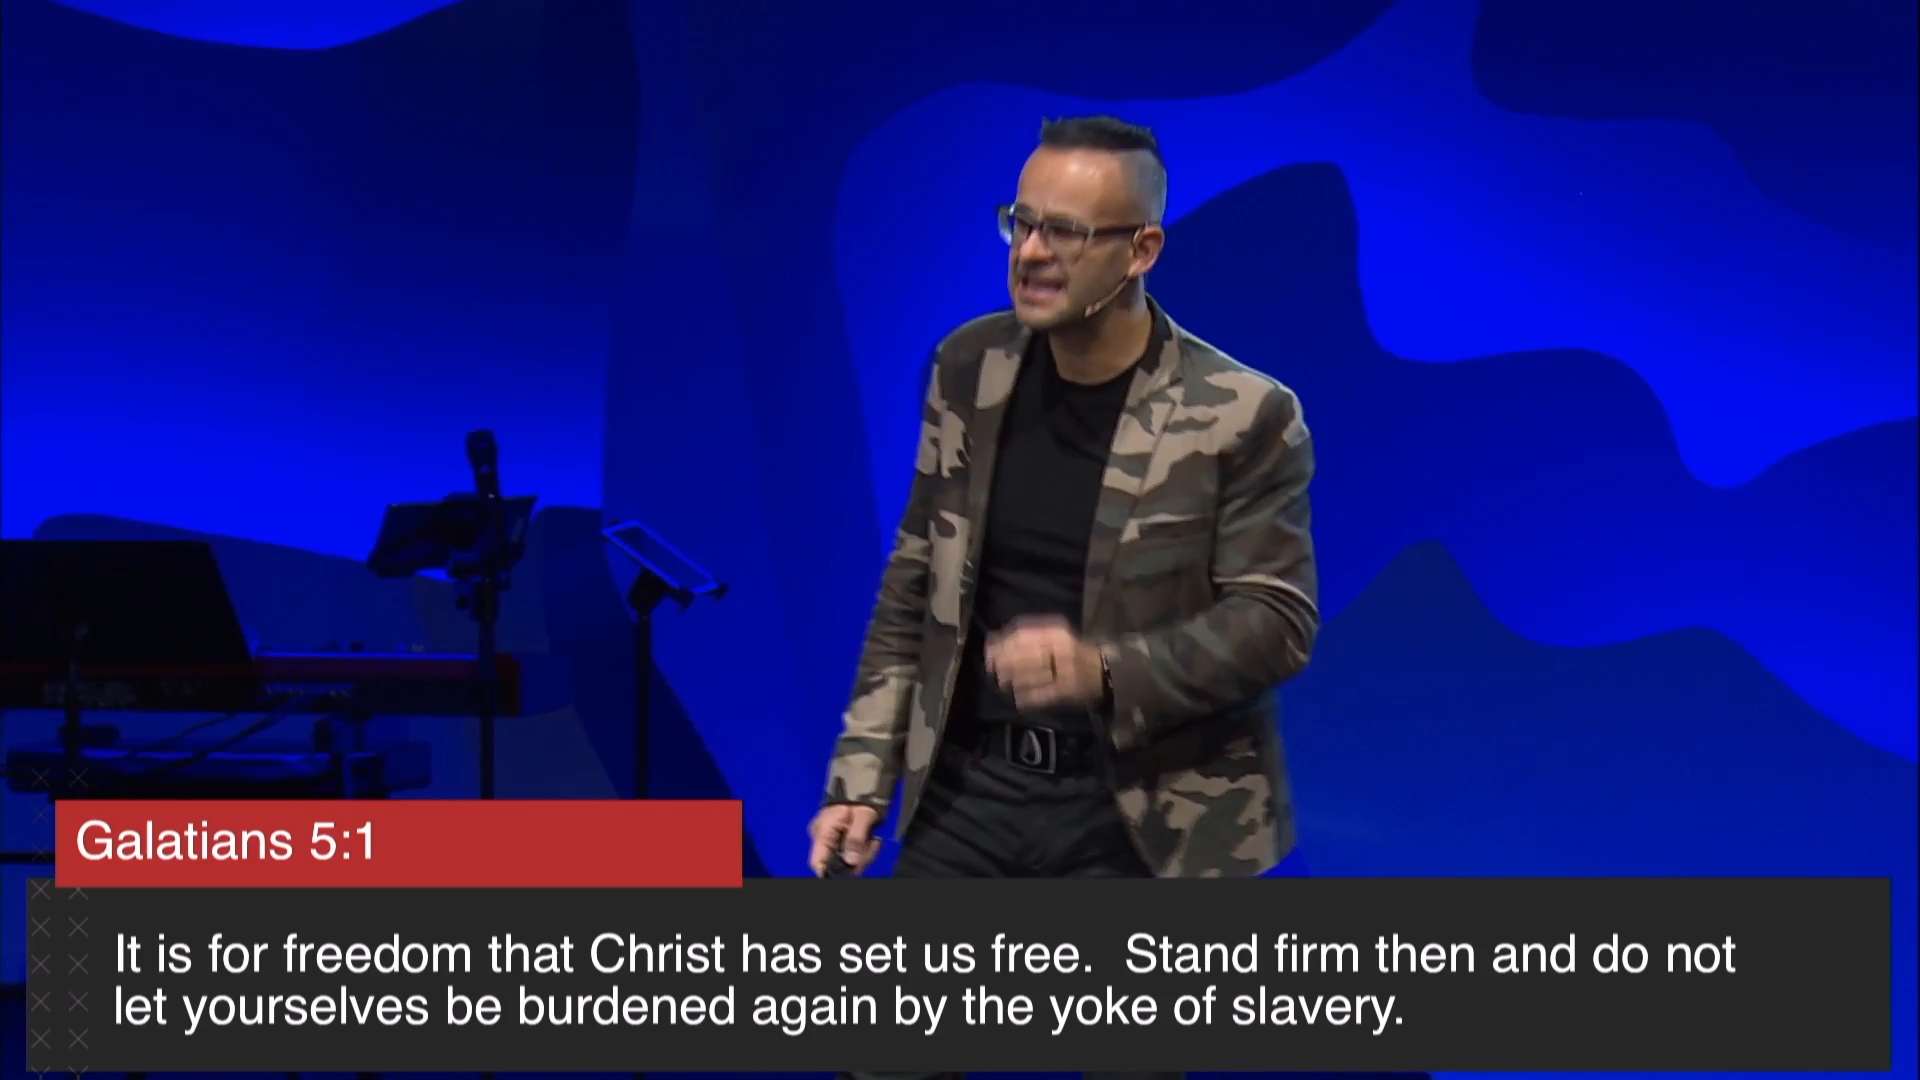 Galatians 5:1
It is for freedom that Christ has set us free.  Stand firm then and do not
let yourselves be burdened again by the yoke of slavery.